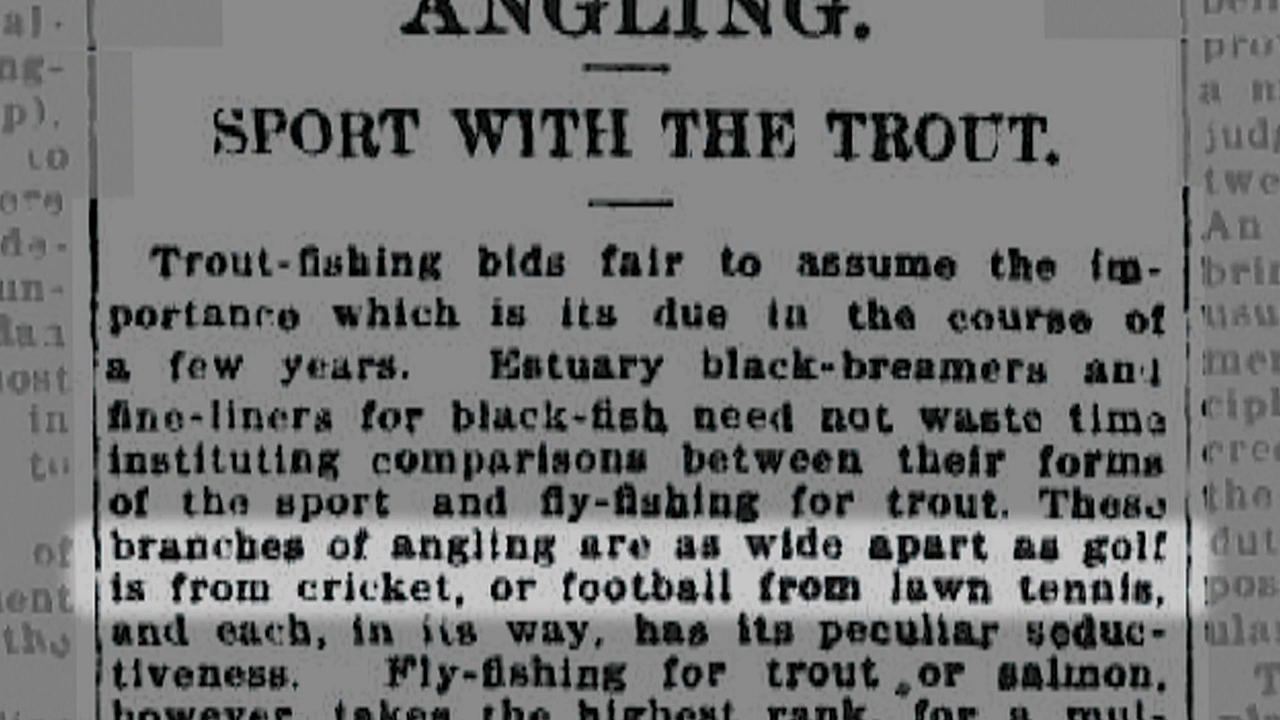 ANGLING.
SPORT WITH THE TROUT.
Trout-fishing bids fair to assume the im-
portance which is its due in the course of
a few years. Estuary black-breamers and
fine-liners for black-fish need not waste time
instituting comparisons between their forms
of the sport and fly-fishing for trout. These
branches of angling are as wide apart as golf
is from cricket, or football from lawn tennis,
and each, in its way, has its peculiar seduc-
tiveness. Fly-fishing for trout or salmon,
however, takes the highest rank, for a mul-